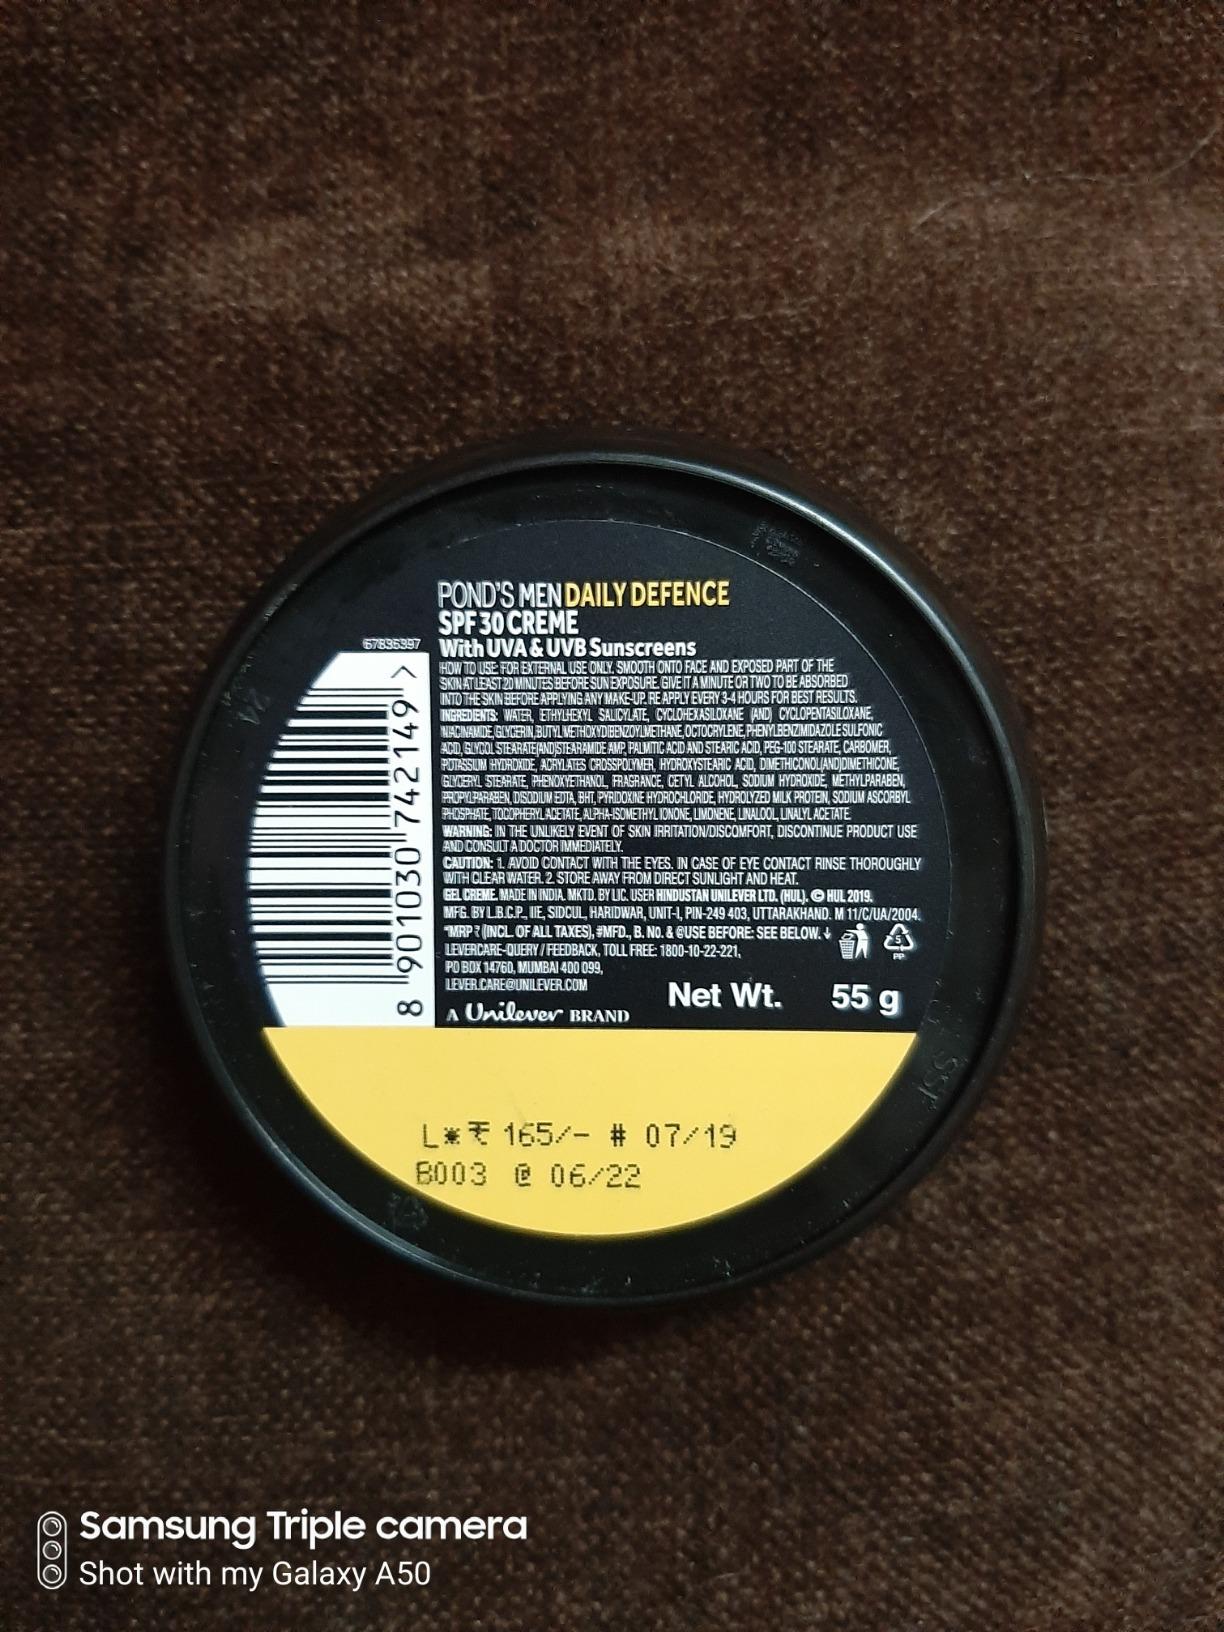 POND'S MEN DAILY DEFENCE
SPF 30 CREME
With UVA & UVB Sunscreens
67835397
HOW TO USE: FOR EXTERNAL USE ONLY. SMOOTH ONTO FACE AND EXPOSED PART OF THE
SKIN AT LEAST 20 MINUTES BEFORE SUN EXPOSURE. GIVE IT A MINUTE OR TWO TO BE ABSORBED
INTO THE SKIN BEFORE APPLYING ANY MAKE-UP. RE APPLY EVERY 3-4 HOURS FOR BEST RESULTS.
INGREDIENTS: WATER, ETHYLHEXYL SALICYLATE, CYCLOHEXASILOXANE (AND) CYCLOPENTASILOXANE,
NIACINAMIDE, GLYCERIN, BUTYL METHOXYDIBENZOYLMETHANE, OCTOCRYLENE, PHENYLBENZIMIDAZOLE SULFONIC
ACID, GLYCOL STEARATE(AND)STEARAMIDE AMP, PALMITIC ACID AND STEARIC ACID, PEG-100 STEARATE, CARBOMER,
POTASSIUM HYDROXIDE, ACRYLATES CROSSPOLYMER, HYDROXYSTEARIC ACID, DIMETHICONOL(AND)DIMETHICONE,
GLYCERYL STEARATE, PHENOXYETHANOL, FRAGRANCE, CETYL ALCOHOL, SODIUM HYDROXIDE, METHYLPARABEN,
PROPYLPARABEN, DISODIUM EDTA, BHT, PYRIDOXINE HYDROCHLORIDE, HYDROLYZED MILK PROTEIN, SODIUM ASCORBYL
PHOSPHATE, TOCOPHERYL ACETATE, ALPHA-ISOMETHYL IONONE, LIMONENE, LINALOOL, LINALYL ACETATE.
WARNING: IN THE UNLIKELY EVENT OF SKIN IRRITATION/DISCOMFORT, DISCONTINUE PRODUCT USE
AND CONSULT A DOCTOR IMMEDIATELY.
CAUTION: 1. AVOID CONTACT WITH THE EYES. IN CASE OF EYE CONTACT RINSE THOROUGHLY
WITH CLEAR WATER. 2. STORE AWAY FROM DIRECT SUNLIGHT AND HEAT.
GEL CREME. MADE IN INDIA. MKTD. BY LIC. USER HINDUSTAN UNILEVER LTD. (HUL). © HUL 2019.
MFG. BY L.B.C.P., IIE, SIDCUL, HARIDWAR, UNIT-I, PIN-249 403, UTTARAKHAND. M 11/C/UA/2004.
*MRP ₹ (INCL. OF ALL TAXES), #MFD., B. No. & @USE BEFORE: SEE BELOW. ↓
LEVERCARE-QUERY / FEEDBACK, TOLL FREE: 1800-10-22-221,
PO BOX 14760, MUMBAI 400 099,
LEVER.CARE@UNILEVER.COM
5
PP
Net Wt. 55 g
A Unilever BRAND
8 901030 742149 >
L*₹ 165/- # 07/19
B003 @ 06/22
SSF
Samsung Triple camera
Shot with my Galaxy A50